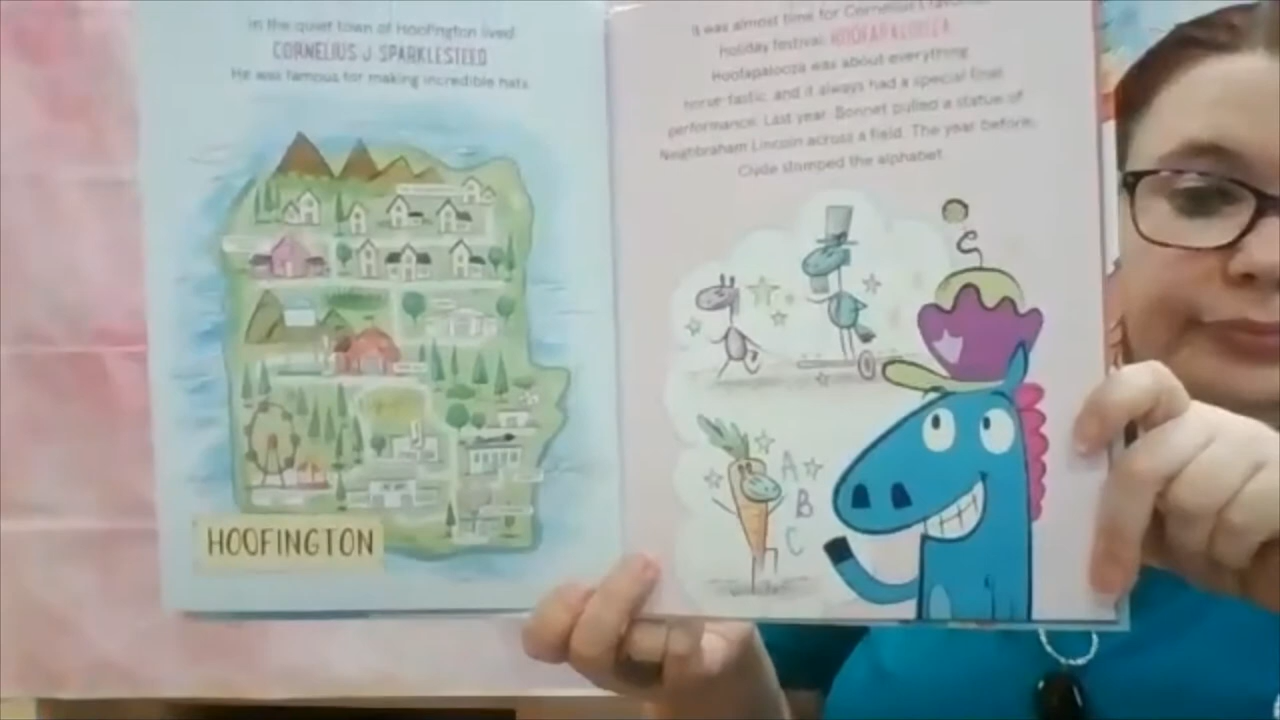 In the quiet town of Hoofington lived
CORNELIUS J. SPARKLESTEED
He was famous for making incredible hats.
HOOFINGTON
It was almost time for Cornelius's favorite
holiday festival: HOOFAPALOOZA.
Hoofapalooza was about everything
horse-tastic, and it always had a special final
performance. Last year, Bonnet pulled a statue of
Neighbraham Lincoln across a field. The year before,
Clyde stomped the alphabet.
A
B
C